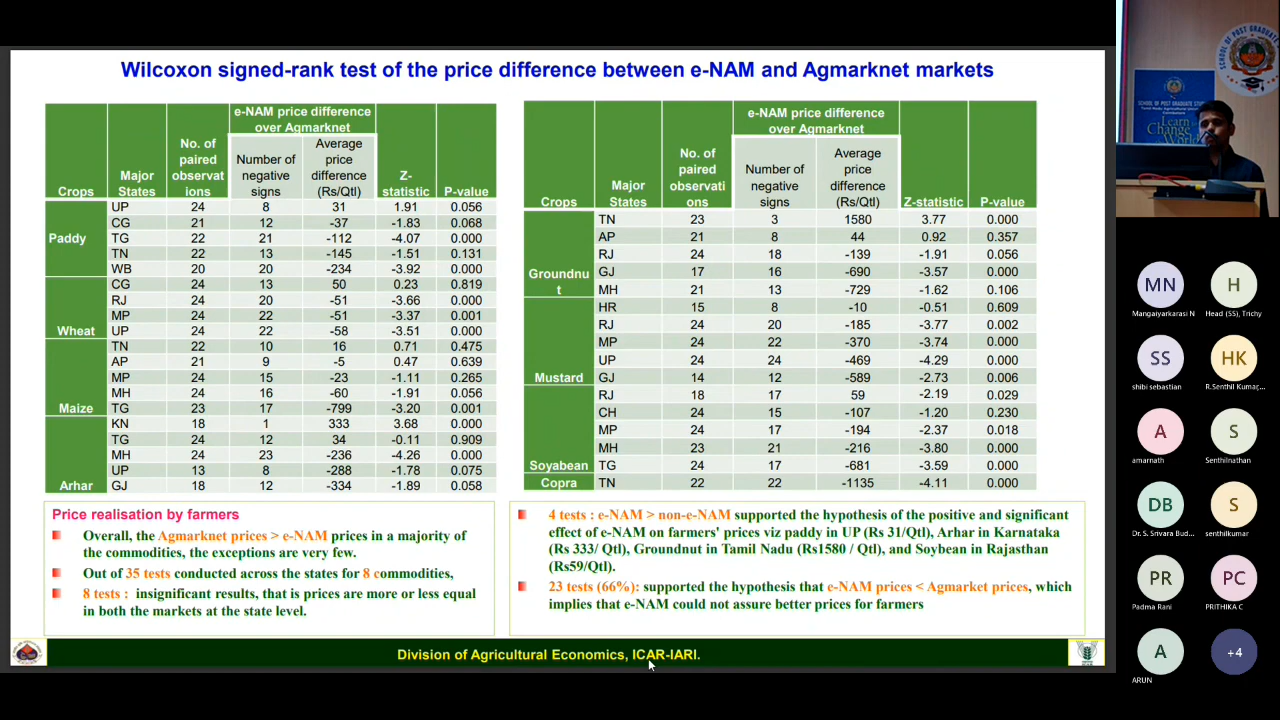 Wilcoxon signed-rank test of the price difference between e-NAM and Agmarknet markets
Crops Major States No. of paired observat ions e-NAM price difference over Agmarknet Number of negative signs Average price difference (Rs/Qtl) Z-statistic P-value
Paddy UP 24 8 31 1.91 0.056
CG 21 12 -37 -1.83 0.068
TG 22 21 -112 -4.07 0.000
TN 22 13 -145 -1.51 0.131
WB 20 20 -234 -3.92 0.000
Wheat CG 24 13 50 0.23 0.819
RJ 24 20 -51 -3.66 0.000
MP 24 22 -51 -3.37 0.001
UP 24 22 -58 -3.51 0.000
Maize TN 22 10 16 0.71 0.475
AP 21 9 -5 0.47 0.639
MP 24 15 -23 -1.11 0.265
MH 24 16 -60 -1.91 0.056
TG 23 17 -799 -3.20 0.001
Arhar KN 18 1 333 3.68 0.000
TG 24 12 34 -0.11 0.909
MH 24 23 -236 -4.26 0.000
UP 13 8 -288 -1.78 0.075
GJ 18 12 -334 -1.89 0.058
Crops Major States No. of paired observati ons e-NAM price difference over Agmarknet Number of negative signs Average price difference (Rs/Qtl) Z-statistic P-value
Groundnu t TN 23 3 1580 3.77 0.000
AP 21 8 44 0.92 0.357
RJ 24 18 -139 -1.91 0.056
GJ 17 16 -690 -3.57 0.000
MH 21 13 -729 -1.62 0.106
Mustard HR 15 8 -10 -0.51 0.609
RJ 24 20 -185 -3.77 0.002
MP 24 22 -370 -3.74 0.000
UP 24 24 -469 -4.29 0.000
GJ 14 12 -589 -2.73 0.006
Soyabean RJ 18 17 59 -2.19 0.029
CH 24 15 -107 -1.20 0.230
MP 24 17 -194 -2.37 0.018
MH 23 21 -216 -3.80 0.000
TG 24 17 -681 -3.59 0.000
Copra TN 22 22 -1135 -4.11 0.000
Price realisation by farmers
Overall, the Agmarknet prices > e-NAM prices in a majority of
the commodities, the exceptions are very few.
Out of 35 tests conducted across the states for 8 commodities,
8 tests : insignificant results, that is prices are more or less equal
in both the markets at the state level.
4 tests : e-NAM > non-e-NAM supported the hypothesis of the positive and significant
effect of e-NAM on farmers' prices viz paddy in UP (Rs 31/Qtl), Arhar in Karnataka
(Rs 333/ Qtl), Groundnut in Tamil Nadu (Rs1580 / Qtl), and Soybean in Rajasthan
(Rs59/Qtl).
23 tests (66%): supported the hypothesis that e-NAM prices < Agmarket prices, which
implies that e-NAM could not assure better prices for farmers
Division of Agricultural Economics, ICAR-IARI.
SCHOOL OF POST GRADUATE
SCHOOL OF POST GRADUATE STUDIES
Learn
Change
World
MN H
Mangaiyarkarasi N Head (SS), Trichy
SS HK
shibi sebastian R.Senthil Kumar,...
A S
amarnath Senthilnathan
DB S
Dr. S. Srivara Bud... senthilkumar
PR PC
Padma Rani PRITHIKA C
A +4
ARUN